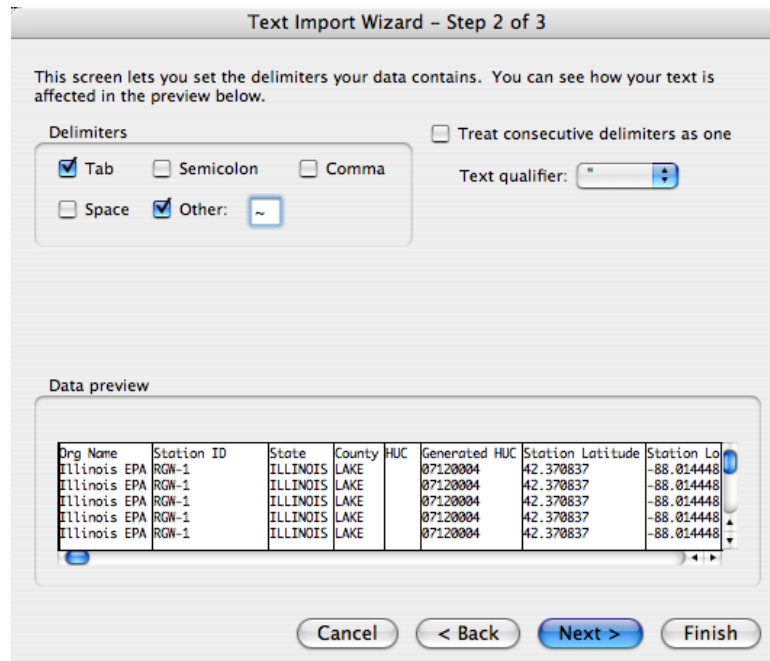 Text Import Wizard – Step 2 of 3
This screen lets you set the delimiters your data contains. You can see how your text is
affected in the preview below.
Delimiters
Treat consecutive delimiters as one
Tab Semicolon Comma
Text qualifier: "
Space Other: ~
Data preview
Org Name Station ID State County HUC Generated HUC Station Latitude Station Lo
Illinois EPA RGW-1 ILLINOIS LAKE 07120004 42.370837 -88.014448
Illinois EPA RGW-1 ILLINOIS LAKE 07120004 42.370837 -88.014448
Illinois EPA RGW-1 ILLINOIS LAKE 07120004 42.370837 -88.014448
Illinois EPA RGW-1 ILLINOIS LAKE 07120004 42.370837 -88.014448
Illinois EPA RGW-1 ILLINOIS LAKE 07120004 42.370837 -88.014448
Cancel < Back Next > Finish